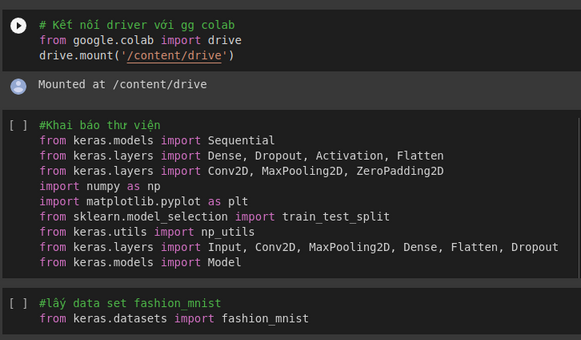 # Kết nối driver với gg colab
from google.colab import drive
drive.mount('/content/drive')
Mounted at /content/drive
[ ] #Khai báo thư viện
from keras.models import Sequential
from keras.layers import Dense, Dropout, Activation, Flatten
from keras.layers import Conv2D, MaxPooling2D, ZeroPadding2D
import numpy as np
import matplotlib.pyplot as plt
from sklearn.model_selection import train_test_split
from keras.utils import np_utils
from keras.layers import Input, Conv2D, MaxPooling2D, Dense, Flatten, Dropout
from keras.models import Model
[ ] #lấy data set fashion_mnist
from keras.datasets import fashion_mnist